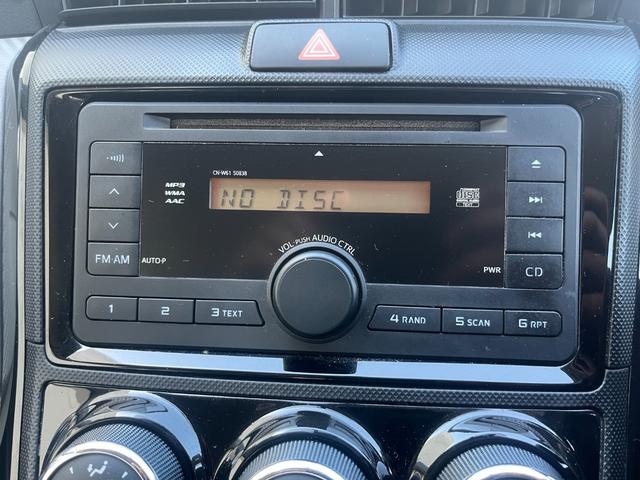 CN-W61 50838
MP3
WMA
AAC
NO DISC
DISC
TEXT
VOL-PUSH AUDIO CTRL
FM·AM
AUTO-P
PWR
CD
1
2
3 TEXT
4 RAND
5 SCAN
6 RPT